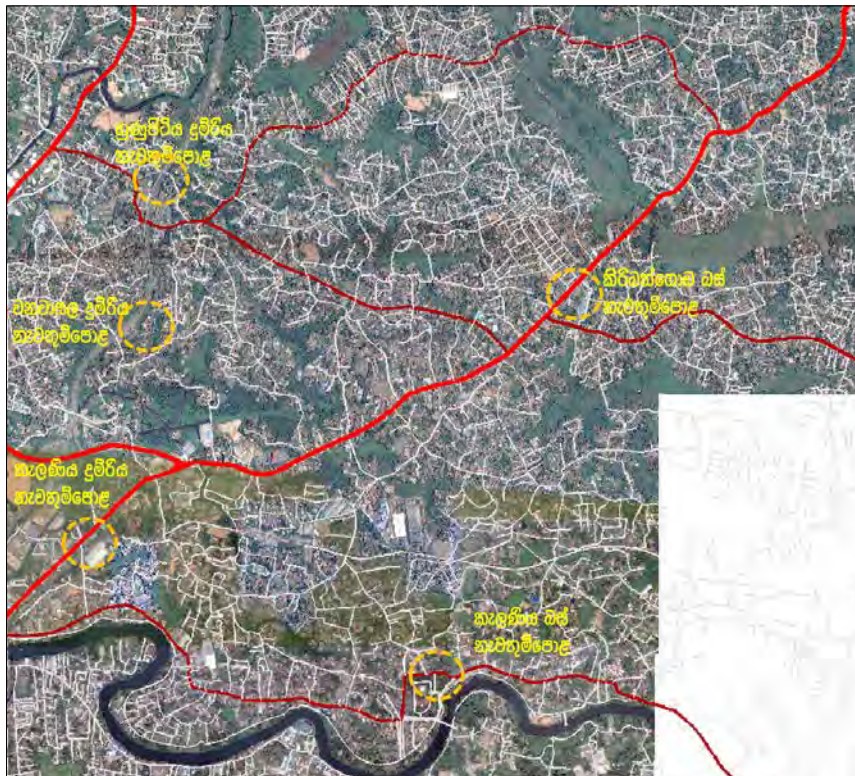 හුණුපිටිය දුම්රිය
නැවතුම්පොළ
කිරිබත්ගොඩ බස්
නැවතුම්පොළ
වනවාසල දුම්රිය
නැවතුම්පොළ
කැලණිය දුම්රිය
නැවතුම්පොළ
කැලණිය බස්
නැවතුම්පොළ